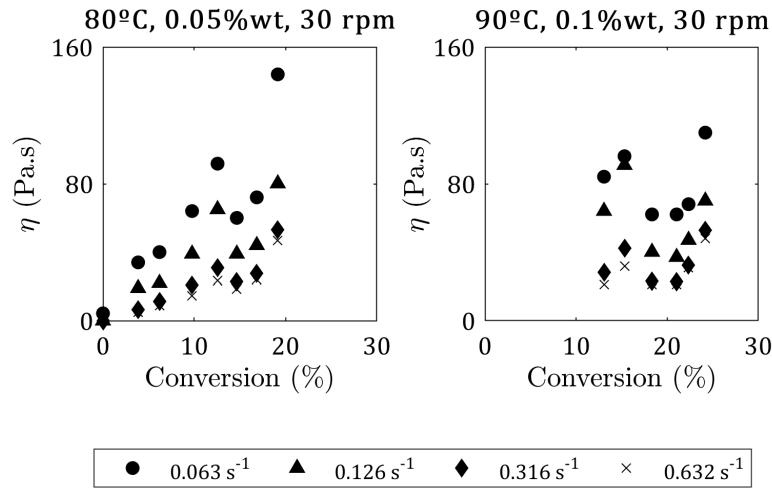 80ºC, 0.05%wt, 30 rpm
90ºC, 0.1%wt, 30 rpm
160
80
0
η (Pa.s)
0 10 20 30
Conversion (%)
160
80
0
η (Pa.s)
0 10 20 30
Conversion (%)
0.063 s-1 0.126 s-1 0.316 s-1 0.632 s-1